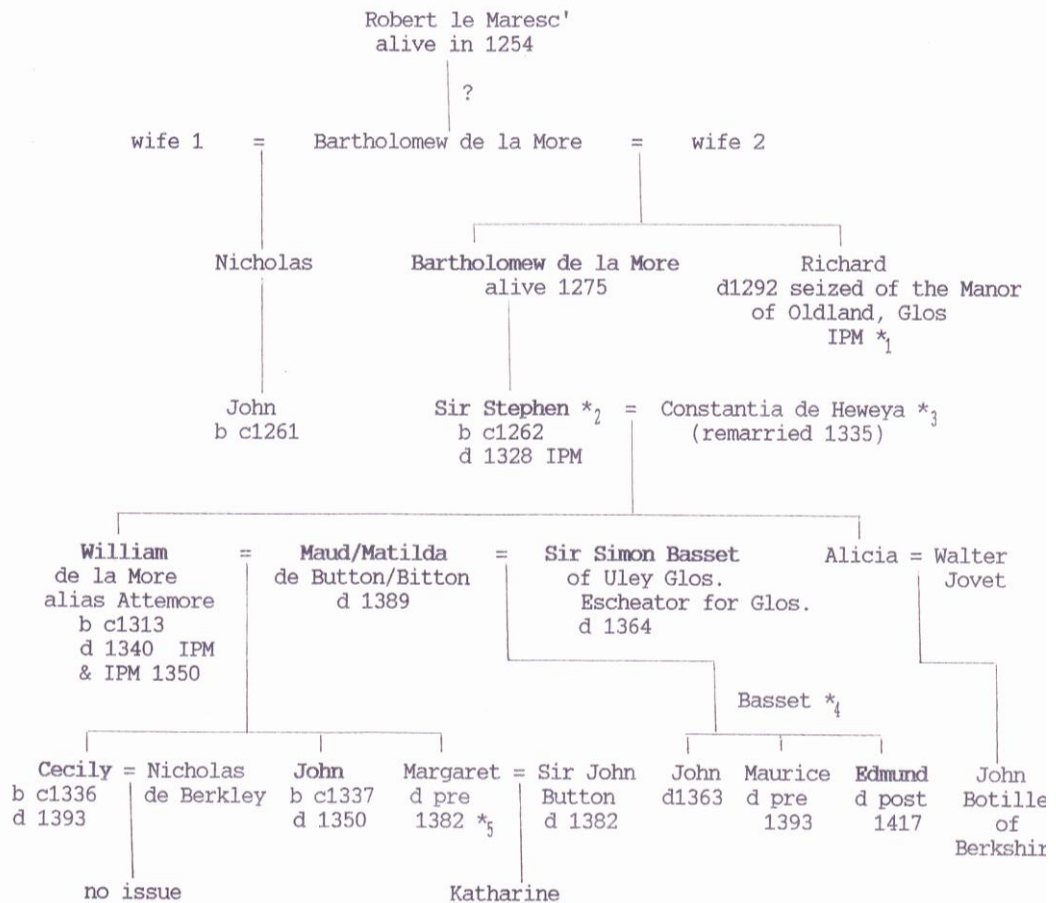 Robert le Maresc'
alive in 1254
?
wife 1 = Bartholomew de la More = wife 2
Nicholas
Bartholomew de la More
alive 1275
Richard
d1292 seized of the Manor
of Oldland, Glos
IPM *1
John
b c1261
Sir Stephen *2 = Constantia de Heweya *3
b c1262
d 1328 IPM
(remarried 1335)
William = Maud/Matilda = Sir Simon Basset
de la More
alias Attemore
b c1313
d 1340 IPM
& IPM 1350
de Button/Bitton
d 1389
of Uley Glos.
Escheator for Glos.
d 1364
Alicia = Walter
Jovet
Basset *4
Cecily = Nicholas
b c1336
d 1393
de Berkley
John
b c1337
d 1350
Margaret = Sir John
d pre
1382 *5
Button
d 1382
John
d1363
Maurice
d pre
1393
Edmund
d post
1417
John
Botille
of
Berkshir
no issue
Katharine